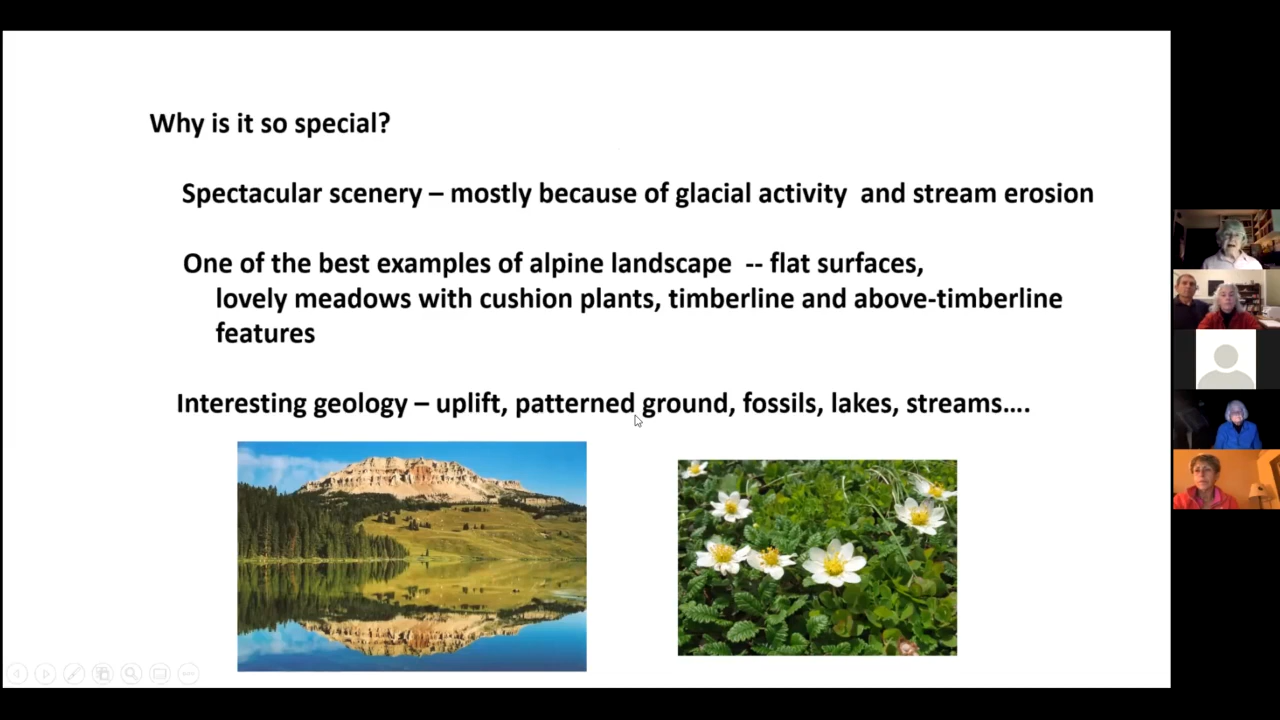 Why is it so special?
Spectacular scenery – mostly because of glacial activity  and stream erosion
One of the best examples of alpine landscape  -- flat surfaces,
lovely meadows with cushion plants, timberline and above-timberline
features
Interesting geology – uplift, patterned ground, fossils, lakes, streams….